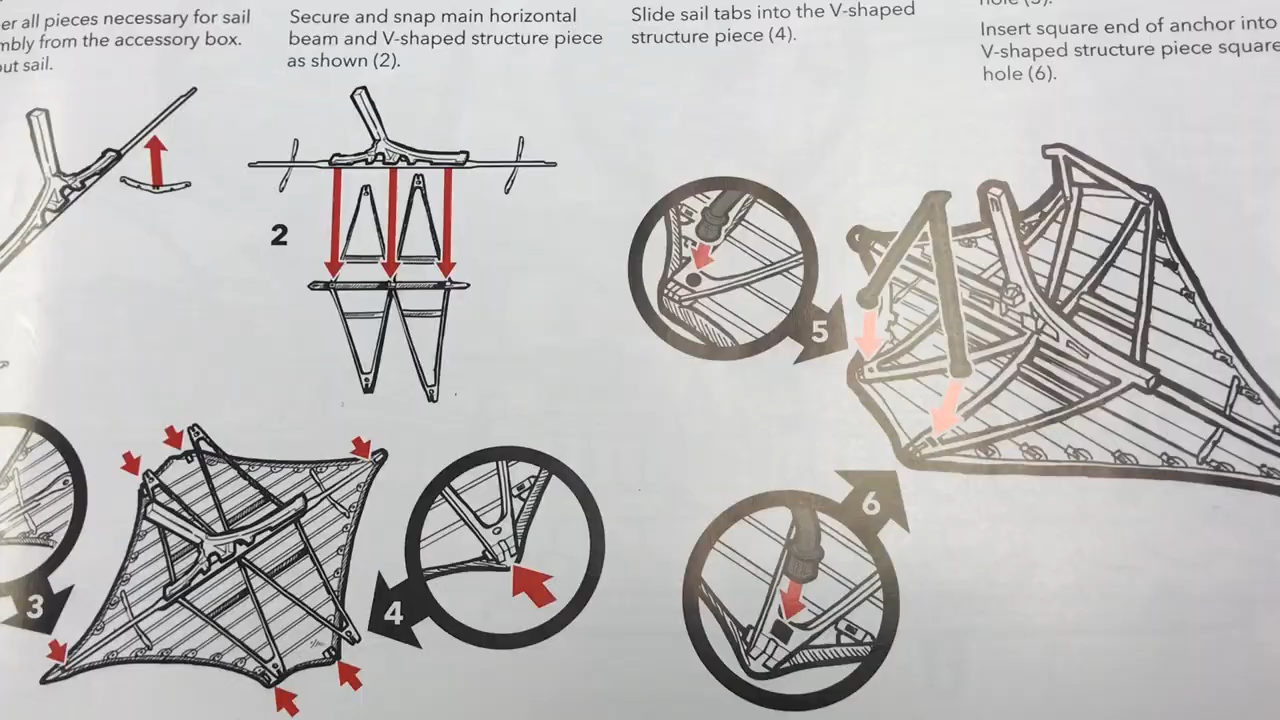 er all pieces necessary for sail
mbly from the accessory box.
out sail.
Secure and snap main horizontal
beam and V-shaped structure piece
as shown (2).
Slide sail tabs into the V-shaped
structure piece (4).
hole (5).
Insert square end of anchor into
V-shaped structure piece square
hole (6).
2
5
6
3
4